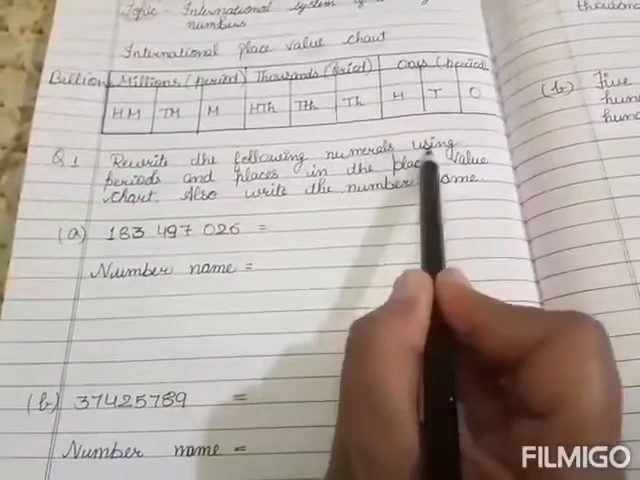 Topic International system of
numbers
International place value chart
Billion Millions (period) Thousands (period) Ones (period)
HM TM M HTh TTh Th H T O
Q1 Rewrite the following numerals using
periods and places in the place value
chart. Also write the number name.
(a) 183 497 026 =
Number name =
(b) 37425789 =
Number name =
thousand
(b) Five
hun
hun
FILMIGO